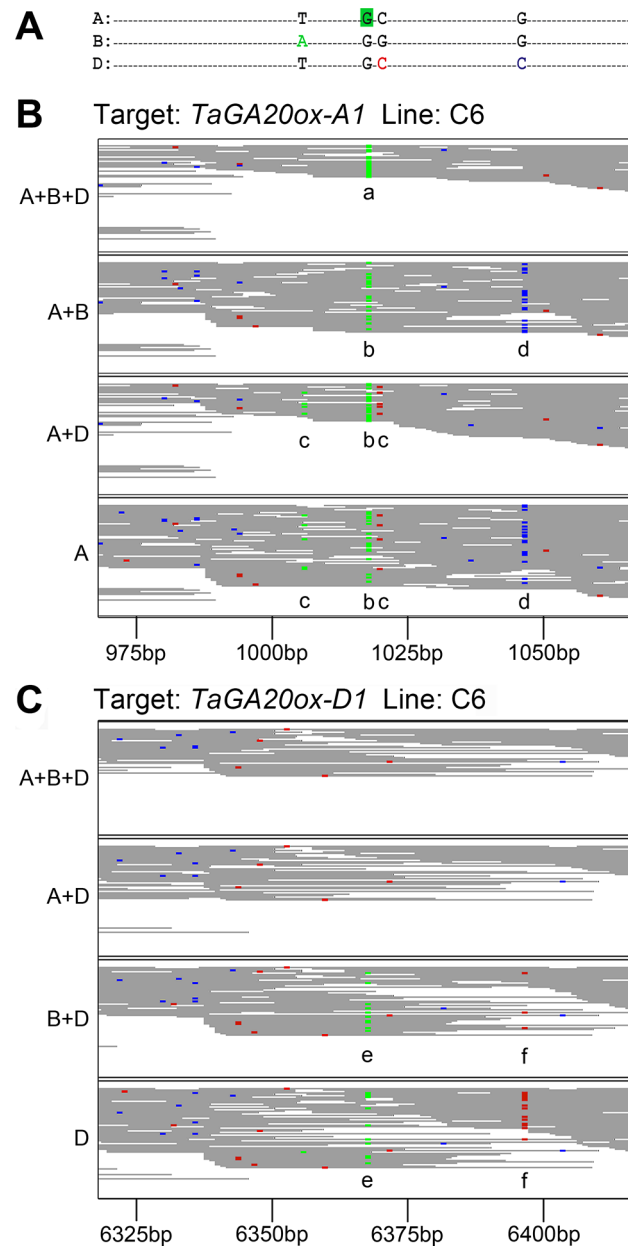 A
A: T G C G
B: A G G G
D: T G C C
B Target: TaGA20ox-A1 Line: C6
A+B+D
a
A+B
b d
A+D
c b c
A
c b c d
975bp 1000bp 1025bp 1050bp
C Target: TaGA20ox-D1 Line: C6
A+B+D
A+D
B+D
e f
D
e f
6325bp 6350bp 6375bp 6400bp